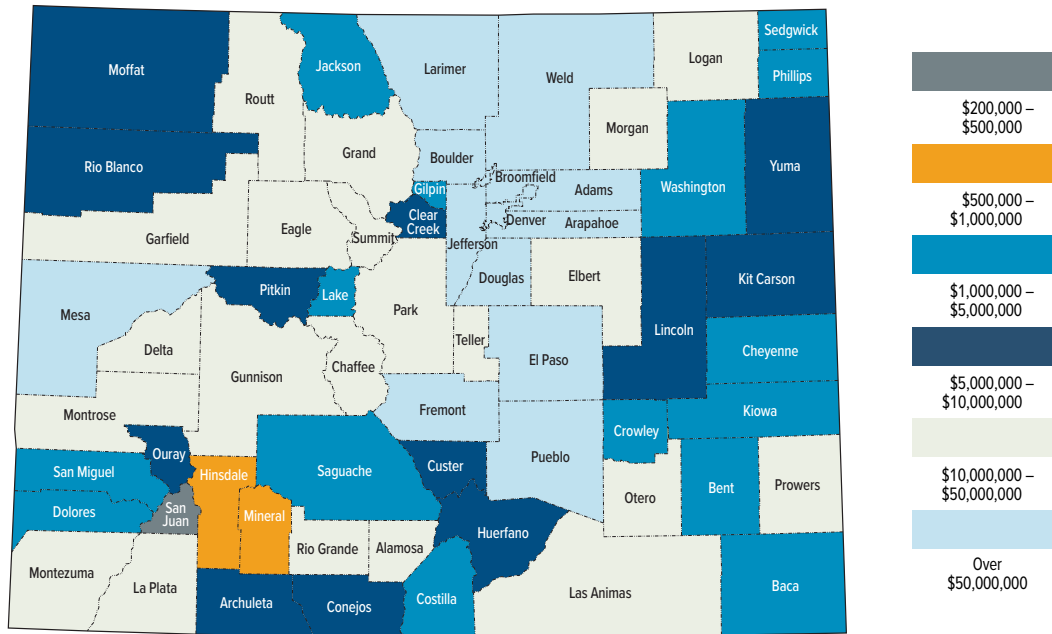 Moffat
Jackson
Larimer
Weld
Logan
Sedgwick
Phillips
Routt
Morgan
Rio Blanco
Grand
Boulder
Broomfield
Adams
Washington
Yuma
Gilpin
Clear
Creek
Denver
Arapahoe
Garfield
Eagle
Summit
Jefferson
Douglas
Elbert
Kit Carson
Pitkin
Lake
Park
Lincoln
Mesa
Teller
El Paso
Cheyenne
Delta
Gunnison
Chaffee
Montrose
Fremont
Kiowa
Crowley
Ouray
Pueblo
San Miguel
Hinsdale
Saguache
Custer
Bent
Prowers
Otero
Dolores
San
Juan
Mineral
Huerfano
Rio Grande
Alamosa
Montezuma
La Plata
Archuleta
Conejos
Costilla
Las Animas
Baca
$200,000 –
$500,000
$500,000 –
$1,000,000
$1,000,000 –
$5,000,000
$5,000,000 –
$10,000,000
$10,000,000 –
$50,000,000
Over
$50,000,000